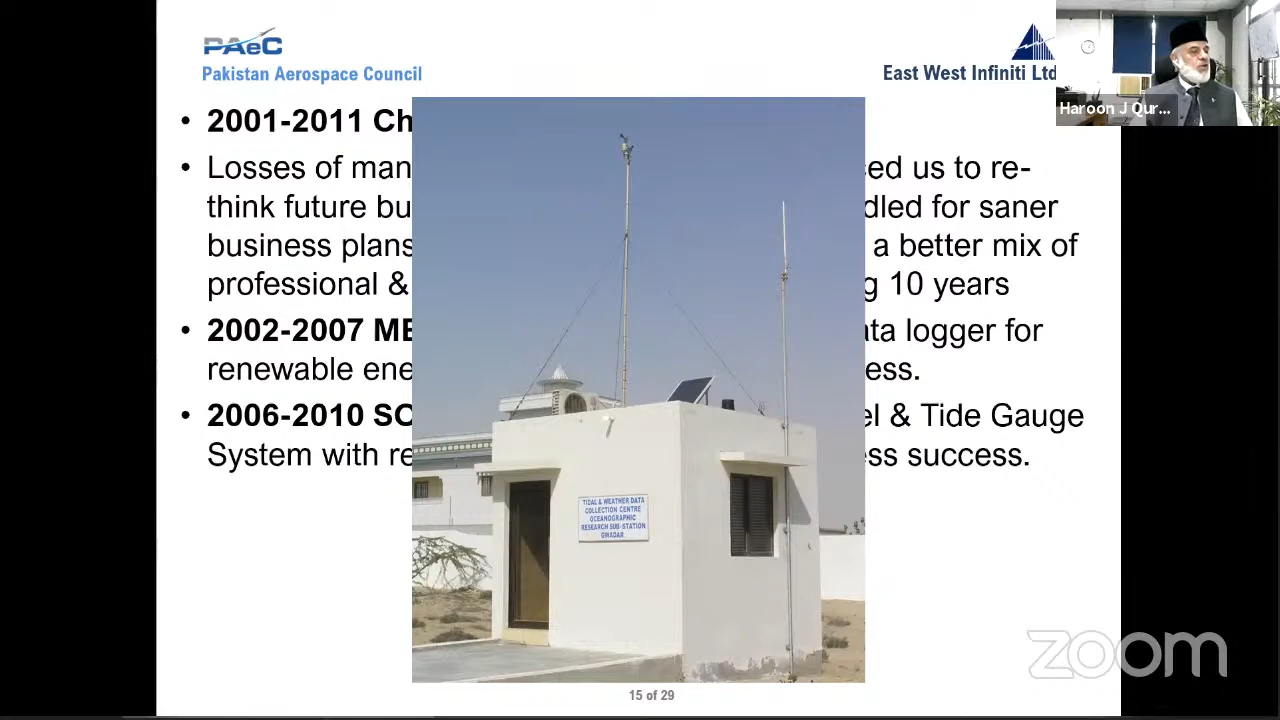 PAeC
Pakistan Aerospace Council
East West Infiniti Ltd
Haroon J Qur...
• 2001-2011 Ch
• Losses of man ced us to re-
think future bu dled for saner
business plans a better mix of
professional & g 10 years
• 2002-2007 ME ata logger for
renewable ene ess.
• 2006-2010 SO el & Tide Gauge
System with re ess success.
TIDAL & WEATHER DATA
COLLECTION CENTRE
OCEANOGRAPHIC
RESEARCH SUB-STATION
GWADAR
15 of 29
zoom